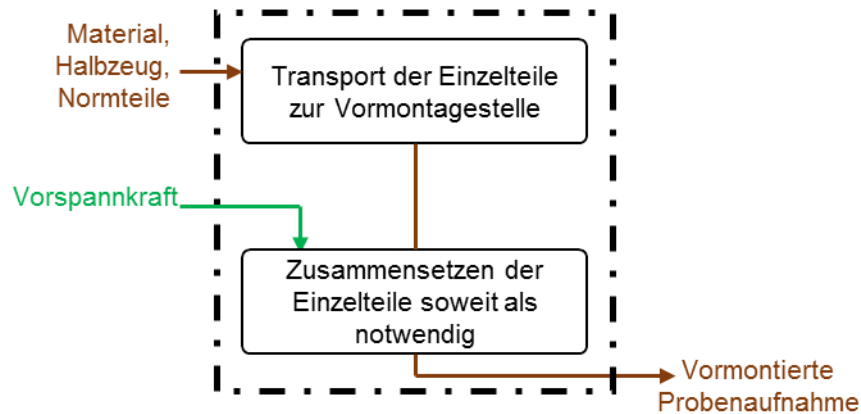 Material,
Halbzeug,
Normteile
Transport der Einzelteile
zur Vormontagestelle
Vorspannkraft
Zusammensetzen der
Einzelteile soweit als
notwendig
Vormontierte
Probenaufnahme